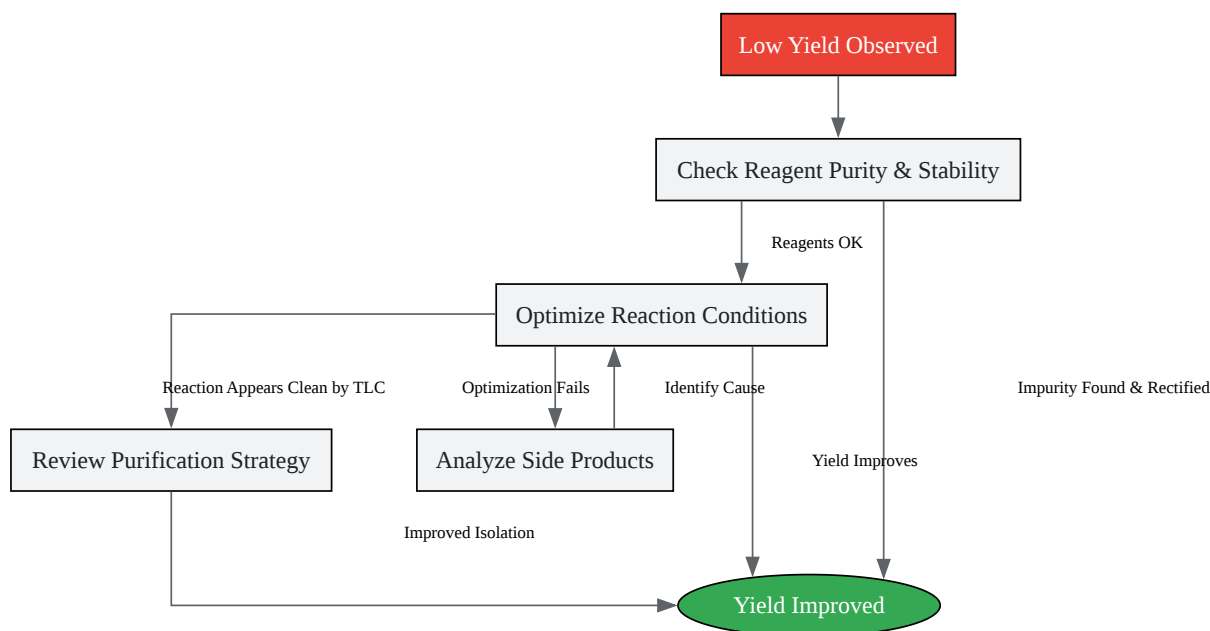 Low Yield Observed
Check Reagent Purity & Stability
Reagents OK
Optimize Reaction Conditions
Reaction Appears Clean by TLC
Optimization Fails
Identify Cause
Impurity Found & Rectified
Review Purification Strategy
Analyze Side Products
Yield Improves
Improved Isolation
Yield Improved